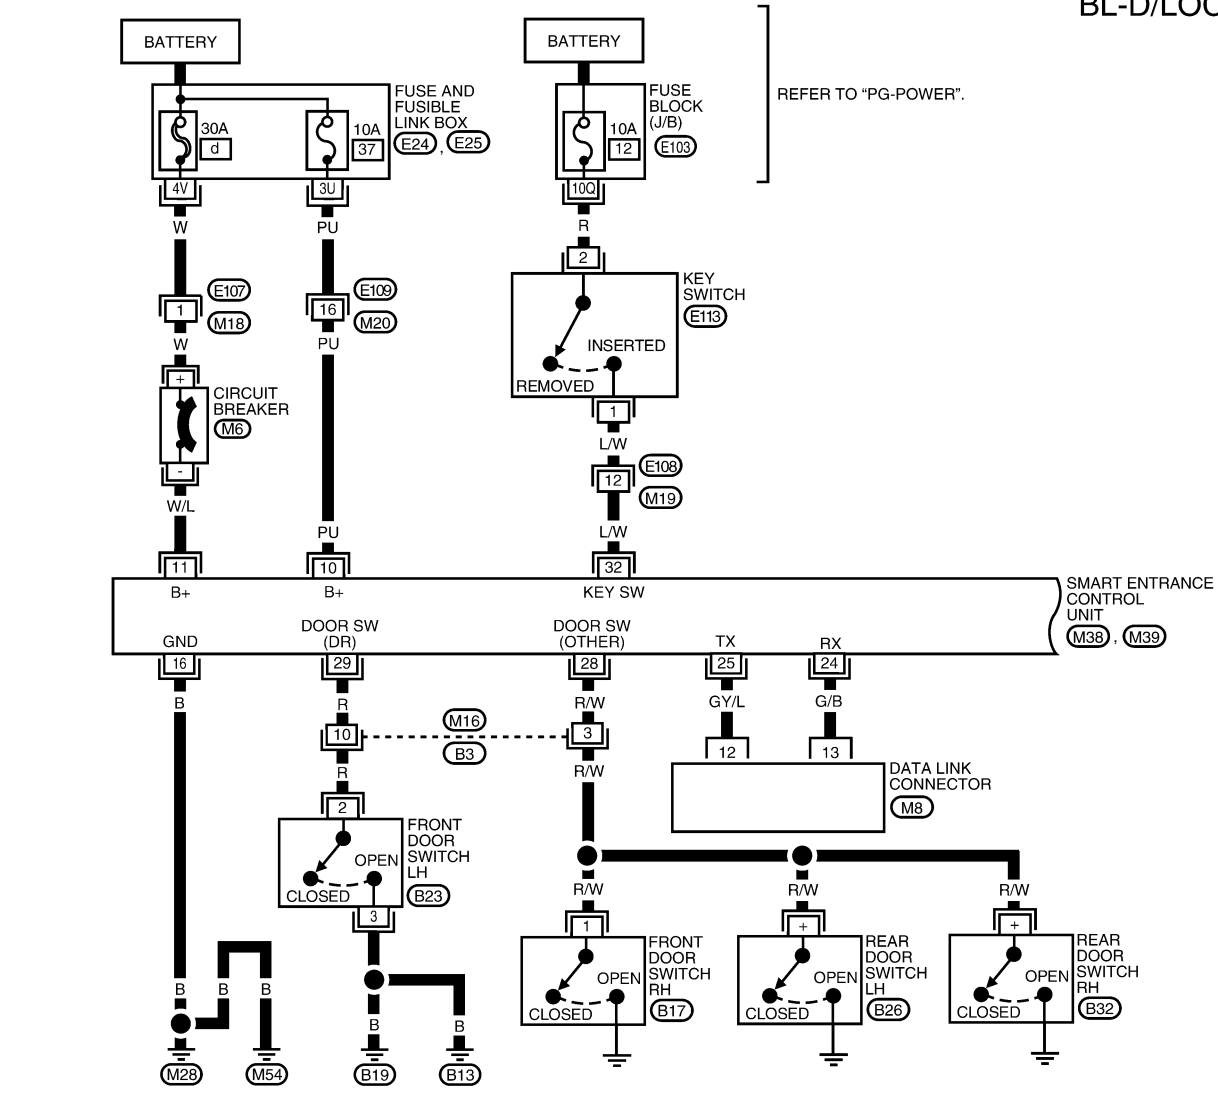 BL-D/LOC
BATTERY
BATTERY
REFER TO “PG-POWER”.
FUSE AND
FUSIBLE
LINK BOX
E24 , E25
30A
d
10A
37
FUSE
BLOCK
(J/B)
E103
10A
12
4V
3U
10Q
W
PU
R
2
KEY
SWITCH
E113
INSERTED
REMOVED
E107
1
M18
E109
16
M20
W
PU
+
CIRCUIT
BREAKER
M6
-
1
L/W
E108
12
M19
W/L
PU
L/W
11
10
32
B+
B+
KEY SW
SMART ENTRANCE
CONTROL
UNIT
M38 , M39
GND
DOOR SW
(DR)
DOOR SW
(OTHER)
TX
RX
16
29
28
25
24
B
R
R/W
GY/L
G/B
10
M16
B3
3
12
13
R
R/W
DATA LINK
CONNECTOR
M8
2
FRONT
DOOR
SWITCH
LH
B23
OPEN
CLOSED
3
R/W
R/W
R/W
1
+
+
FRONT
DOOR
SWITCH
RH
B17
OPEN
CLOSED
REAR
DOOR
SWITCH
LH
B26
OPEN
CLOSED
REAR
DOOR
SWITCH
RH
B32
OPEN
CLOSED
B
B
B
B
B
M28
M54
B19
B13